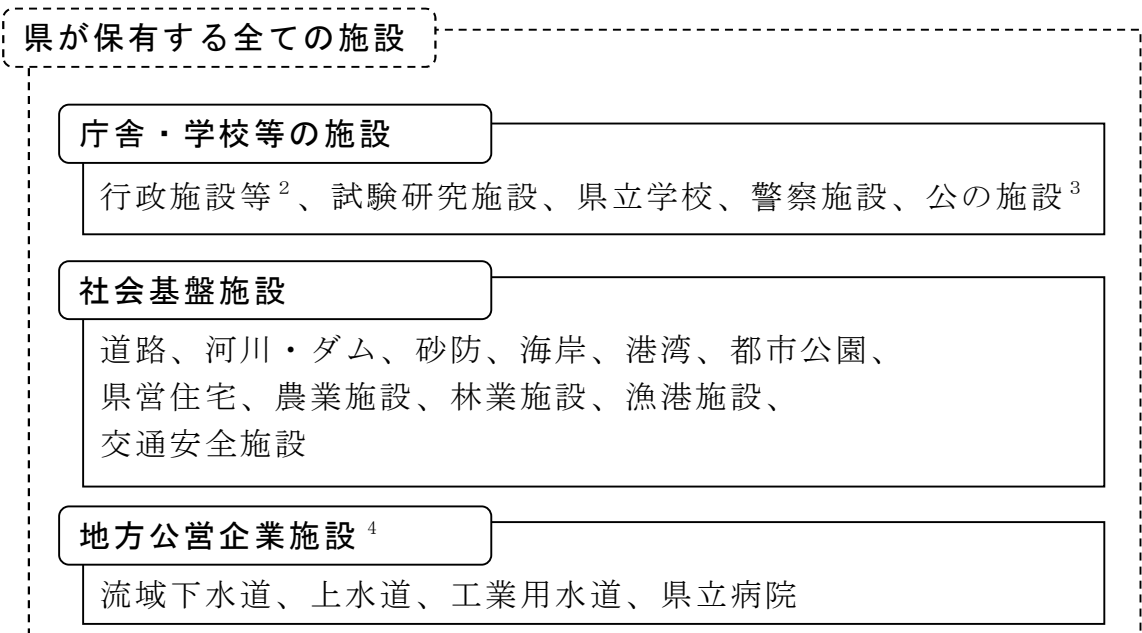 県が保有する全ての施設
庁舎・学校等の施設
行政施設等²、試験研究施設、県立学校、警察施設、公の施設³
社会基盤施設
道路、河川・ダム、砂防、海岸、港湾、都市公園、
県営住宅、農業施設、林業施設、漁港施設、
交通安全施設
地方公営企業施設⁴
流域下水道、上水道、工業用水道、県立病院